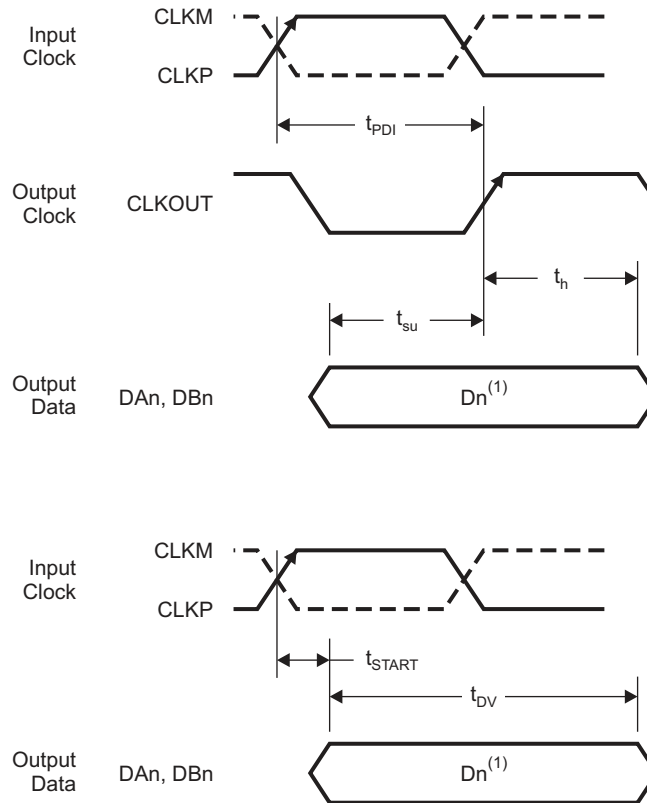 Input
Clock
CLKM
CLKP
tPDI
Output
Clock
CLKOUT
th
tsu
Output
Data
DAn, DBn
Dn(1)
Input
Clock
CLKM
CLKP
tSTART
tDV
Output
Data
DAn, DBn
Dn(1)